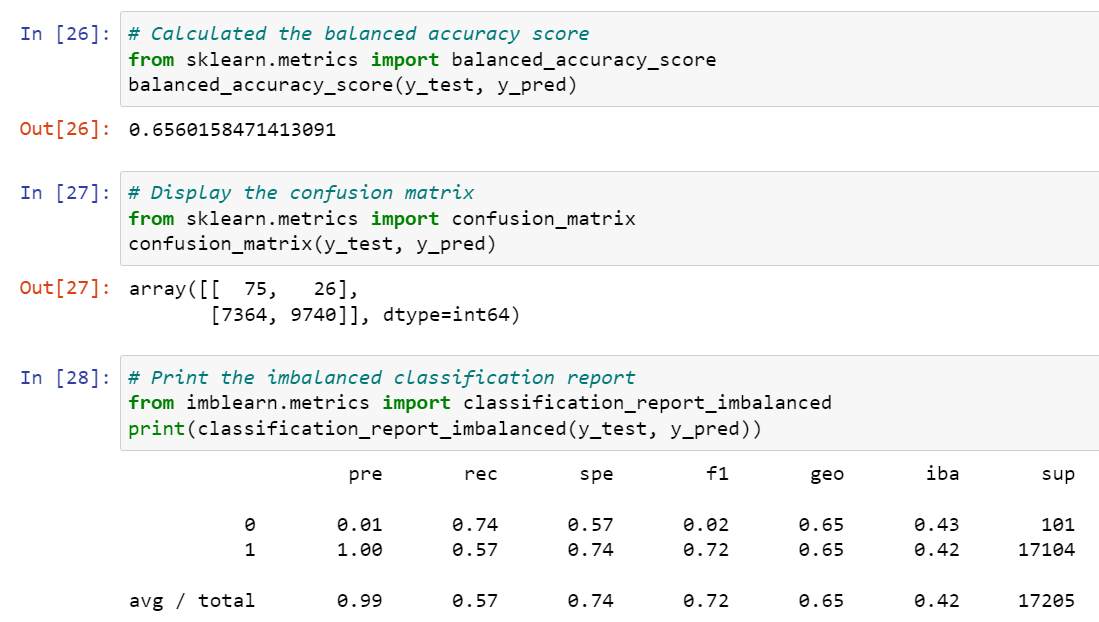 In [26]: # Calculated the balanced accuracy score
from sklearn.metrics import balanced_accuracy_score
balanced_accuracy_score(y_test, y_pred)
Out[26]: 0.6560158471413091
In [27]: # Display the confusion matrix
from sklearn.metrics import confusion_matrix
confusion_matrix(y_test, y_pred)
Out[27]: array([[  75,   26],
       [7364, 9740]], dtype=int64)
In [28]: # Print the imbalanced classification report
from imblearn.metrics import classification_report_imbalanced
print(classification_report_imbalanced(y_test, y_pred))
pre rec spe f1 geo iba sup
0 0.01 0.74 0.57 0.02 0.65 0.43 101
1 1.00 0.57 0.74 0.72 0.65 0.42 17104
avg / total 0.99 0.57 0.74 0.72 0.65 0.42 17205